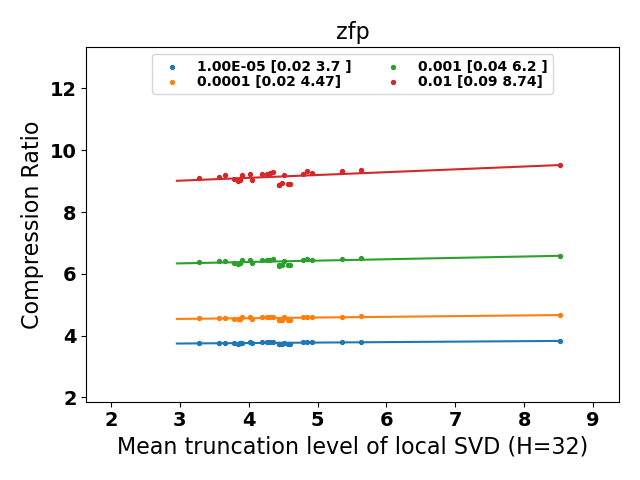 zfp
1.00E-05 [0.02 3.7 ]
0.0001 [0.02 4.47]
0.001 [0.04 6.2 ]
0.01 [0.09 8.74]
Compression Ratio
12
10
8
6
4
2
2 3 4 5 6 7 8 9
Mean truncation level of local SVD (H=32)